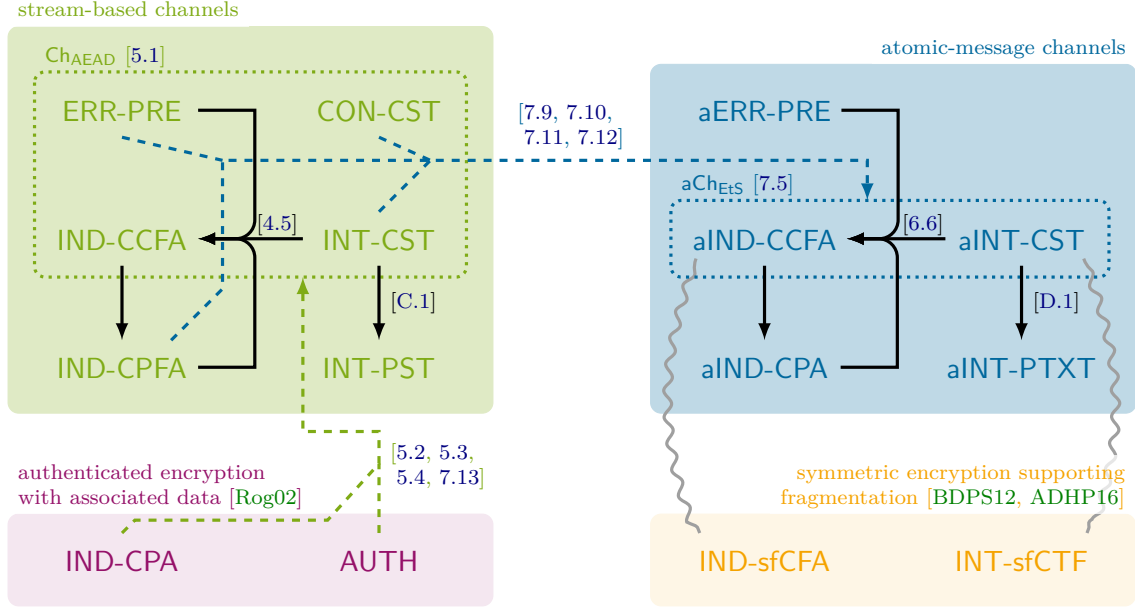 stream-based channels
Ch_AEAD [5.1]
ERR-PRE
CON-CST
IND-CCFA
[4.5]
INT-CST
[C.1]
IND-CPFA
INT-PST
[7.9, 7.10,
7.11, 7.12]
atomic-message channels
aERR-PRE
aCh_EtS [7.5]
aIND-CCFA
[6.6]
aINT-CST
[D.1]
aIND-CPA
aINT-PTXT
authenticated encryption
with associated data [Rog02]
[5.2, 5.3,
5.4, 7.13]
IND-CPA
AUTH
symmetric encryption supporting
fragmentation [BDPS12, ADHP16]
IND-sfCFA
INT-sfCTF